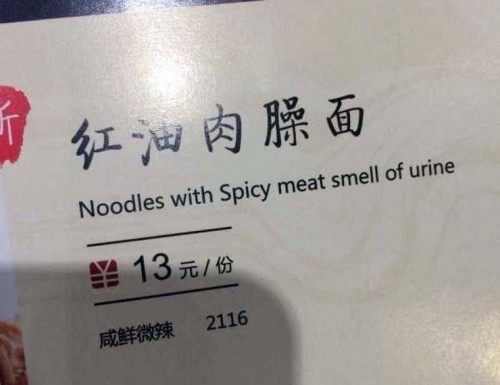 新
红油肉臊面
Noodles with Spicy meat smell of urine
¥ 13 元/份
咸鲜微辣 2116